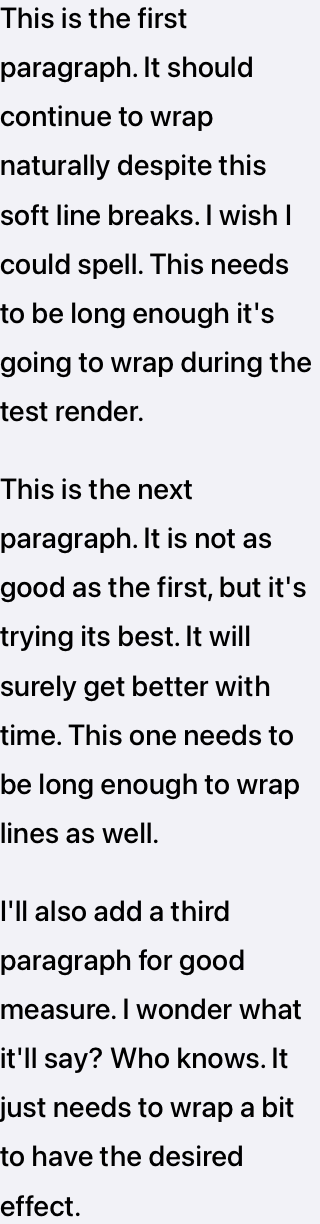 This is the first
paragraph. It should
continue to wrap
naturally despite this
soft line breaks. I wish I
could spell. This needs
to be long enough it's
going to wrap during the
test render.
This is the next
paragraph. It is not as
good as the first, but it's
trying its best. It will
surely get better with
time. This one needs to
be long enough to wrap
lines as well.
I'll also add a third
paragraph for good
measure. I wonder what
it'll say? Who knows. It
just needs to wrap a bit
to have the desired
effect.